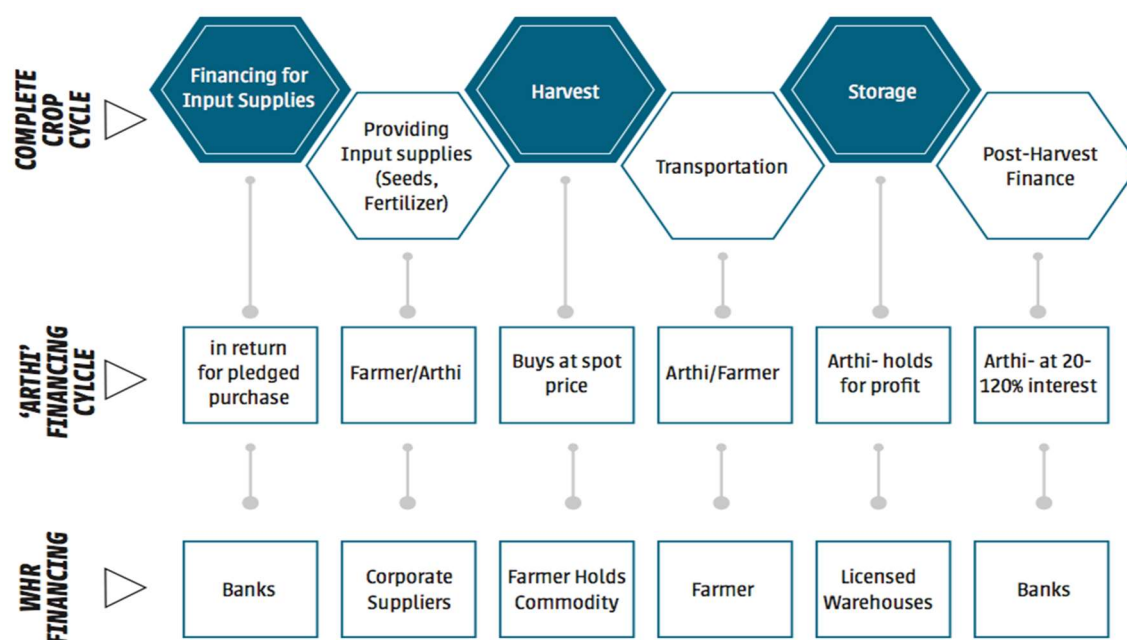 COMPLETE
CROP
CYCLE
Financing for
Input Supplies
Providing
Input supplies
(Seeds,
Fertilizer)
Harvest
Transportation
Storage
Post-Harvest
Finance
‘ARTHI’
FINANCING
CYLCLE
in return
for pledged
purchase
Farmer/Arthi
Buys at spot
price
Arthi/Farmer
Arthi- holds
for profit
Arthi- at 20-
120% interest
WHR
FINANCING
Banks
Corporate
Suppliers
Farmer Holds
Commodity
Farmer
Licensed
Warehouses
Banks